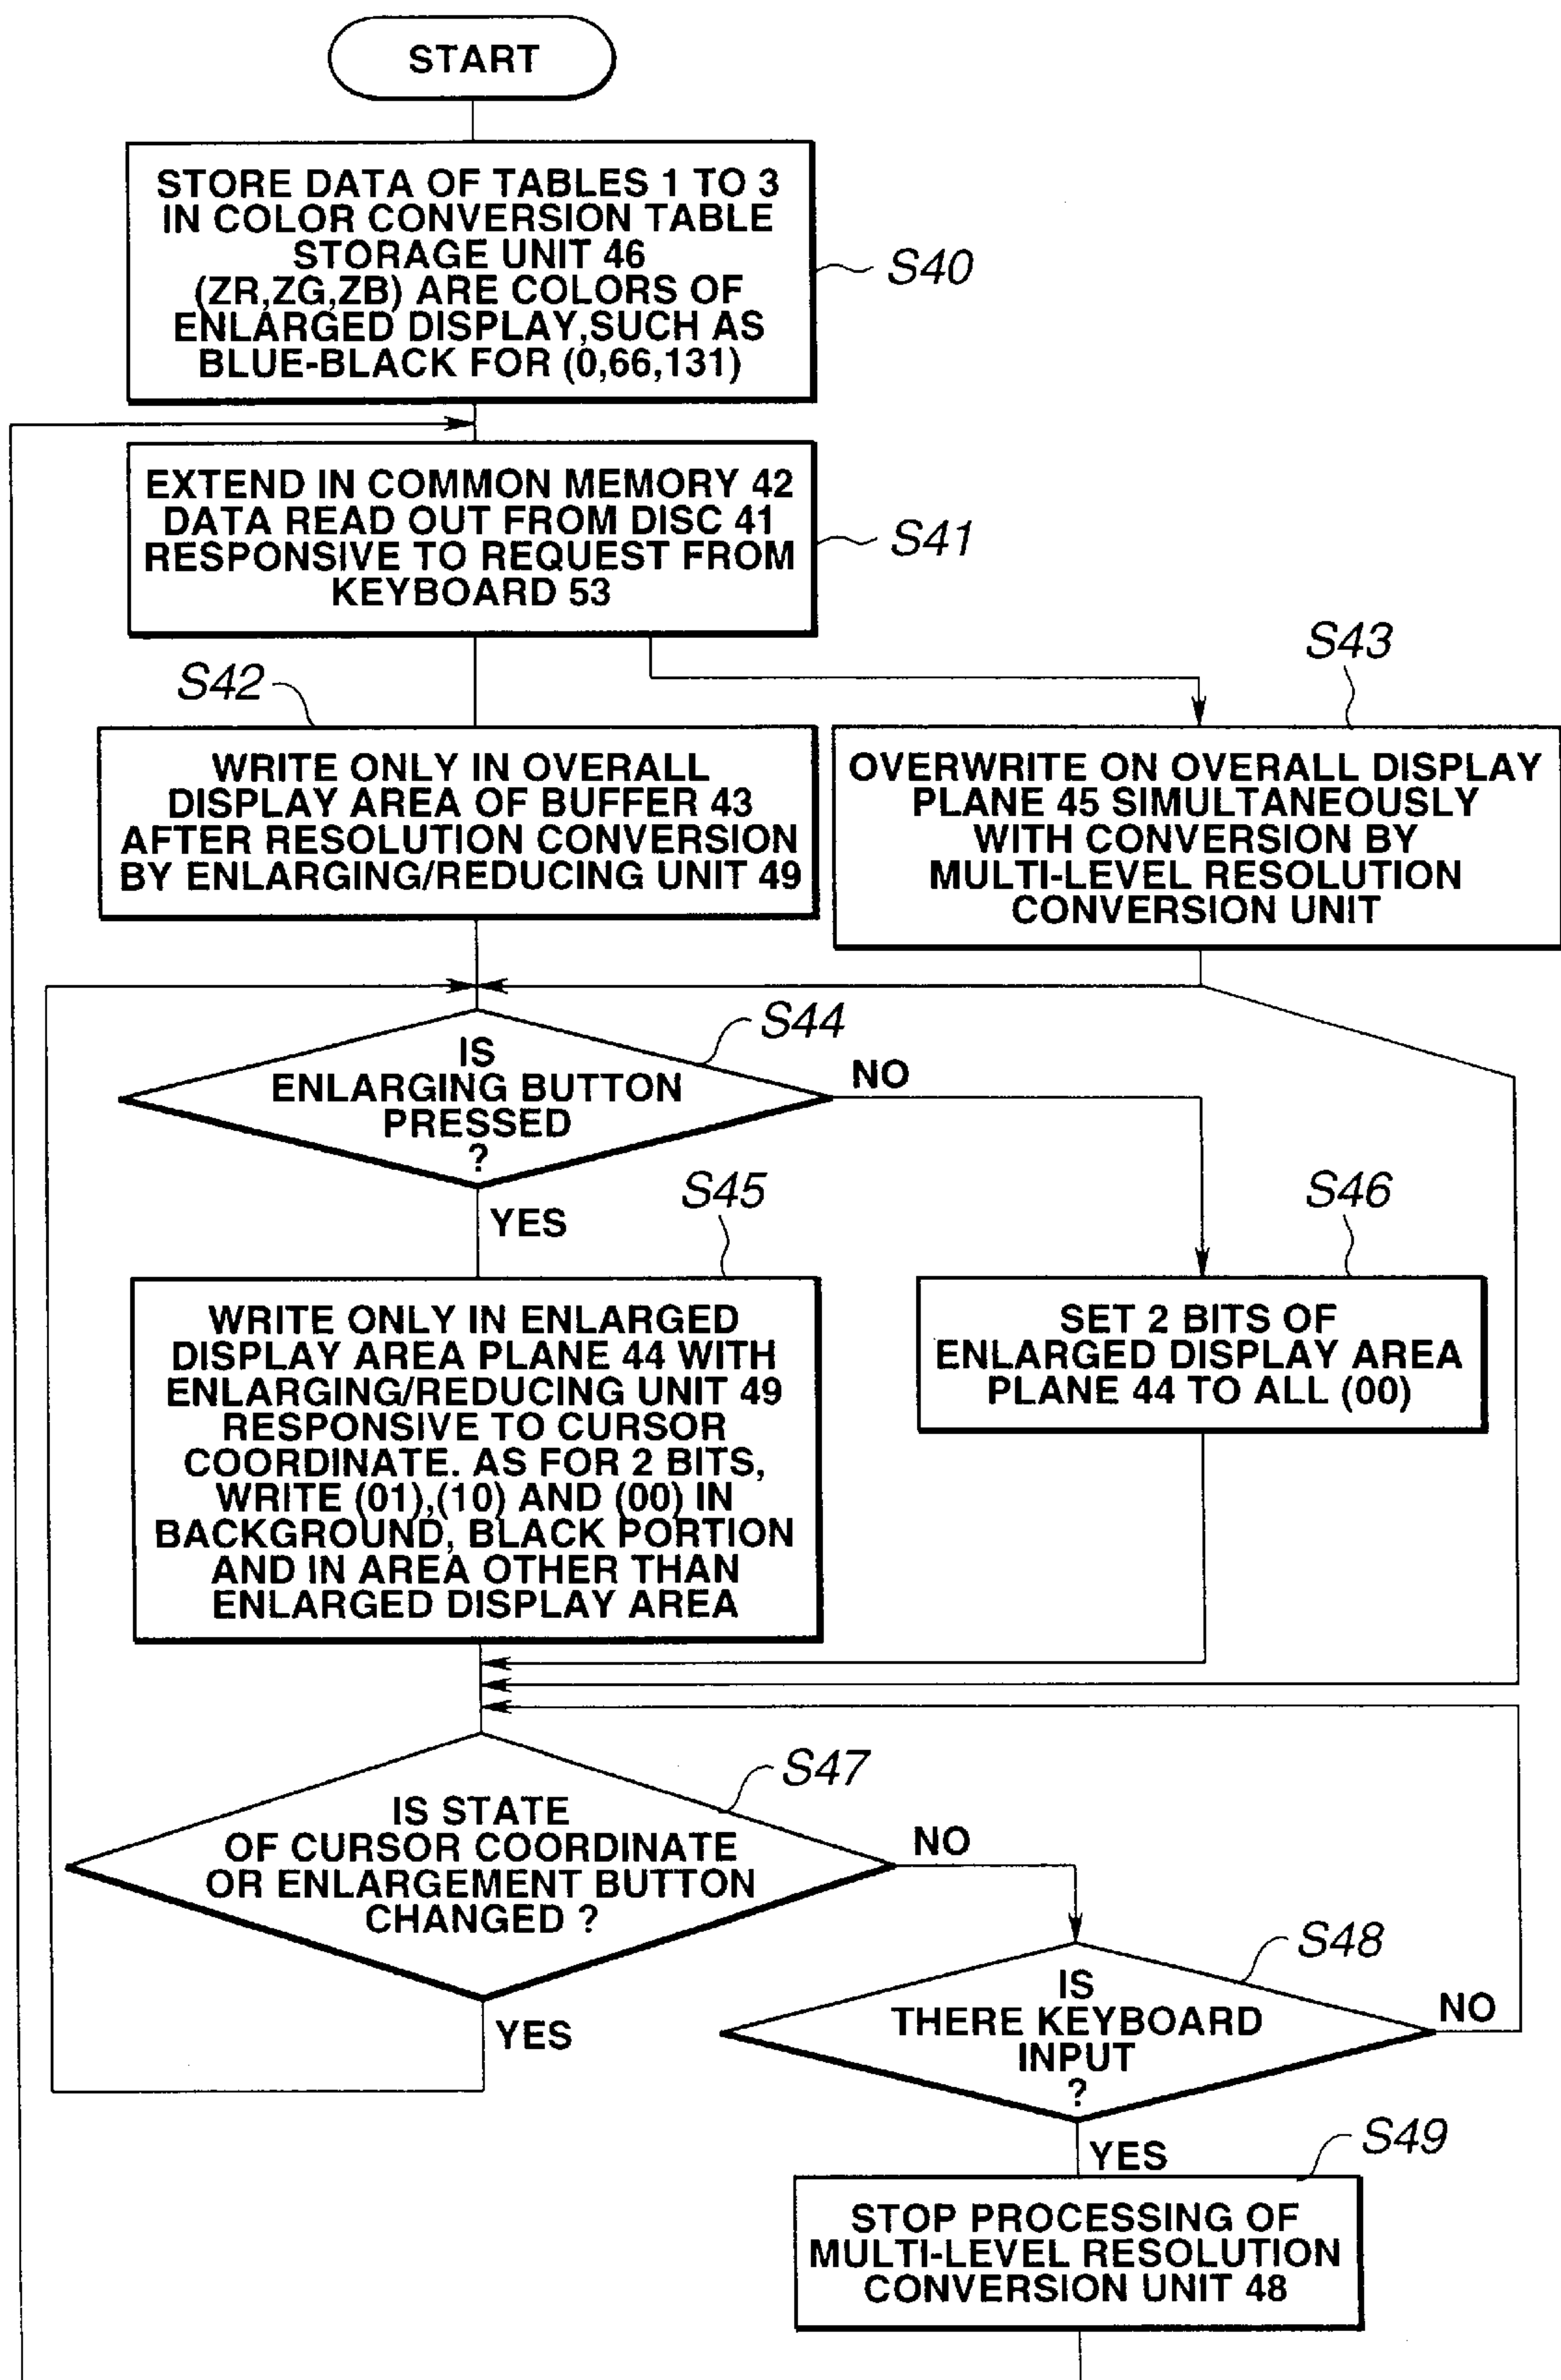 START
STORE DATA OF TABLES 1 TO 3
IN COLOR CONVERSION TABLE
STORAGE UNIT 46
(ZR,ZG,ZB) ARE COLORS OF
ENLARGED DISPLAY,SUCH AS
BLUE-BLACK FOR (0,66,131)
S40
EXTEND IN COMMON MEMORY 42
DATA READ OUT FROM DISC 41
RESPONSIVE TO REQUEST FROM
KEYBOARD 53
S41
S42
WRITE ONLY IN OVERALL
DISPLAY AREA OF BUFFER 43
AFTER RESOLUTION CONVERSION
BY ENLARGING/REDUCING UNIT 49
S43
OVERWRITE ON OVERALL DISPLAY
PLANE 45 SIMULTANEOUSLY
WITH CONVERSION BY
MULTI-LEVEL RESOLUTION
CONVERSION UNIT
S44
IS
ENLARGING BUTTON
PRESSED
?
NO
YES
S45
WRITE ONLY IN ENLARGED
DISPLAY AREA PLANE 44 WITH
ENLARGING/REDUCING UNIT 49
RESPONSIVE TO CURSOR
COORDINATE. AS FOR 2 BITS,
WRITE (01),(10) AND (00) IN
BACKGROUND, BLACK PORTION
AND IN AREA OTHER THAN
ENLARGED DISPLAY AREA
S46
SET 2 BITS OF
ENLARGED DISPLAY AREA
PLANE 44 TO ALL (00)
S47
IS STATE
OF CURSOR COORDINATE
OR ENLARGEMENT BUTTON
CHANGED ?
NO
YES
S48
IS
THERE KEYBOARD
INPUT
?
NO
YES
S49
STOP PROCESSING OF
MULTI-LEVEL RESOLUTION
CONVERSION UNIT 48